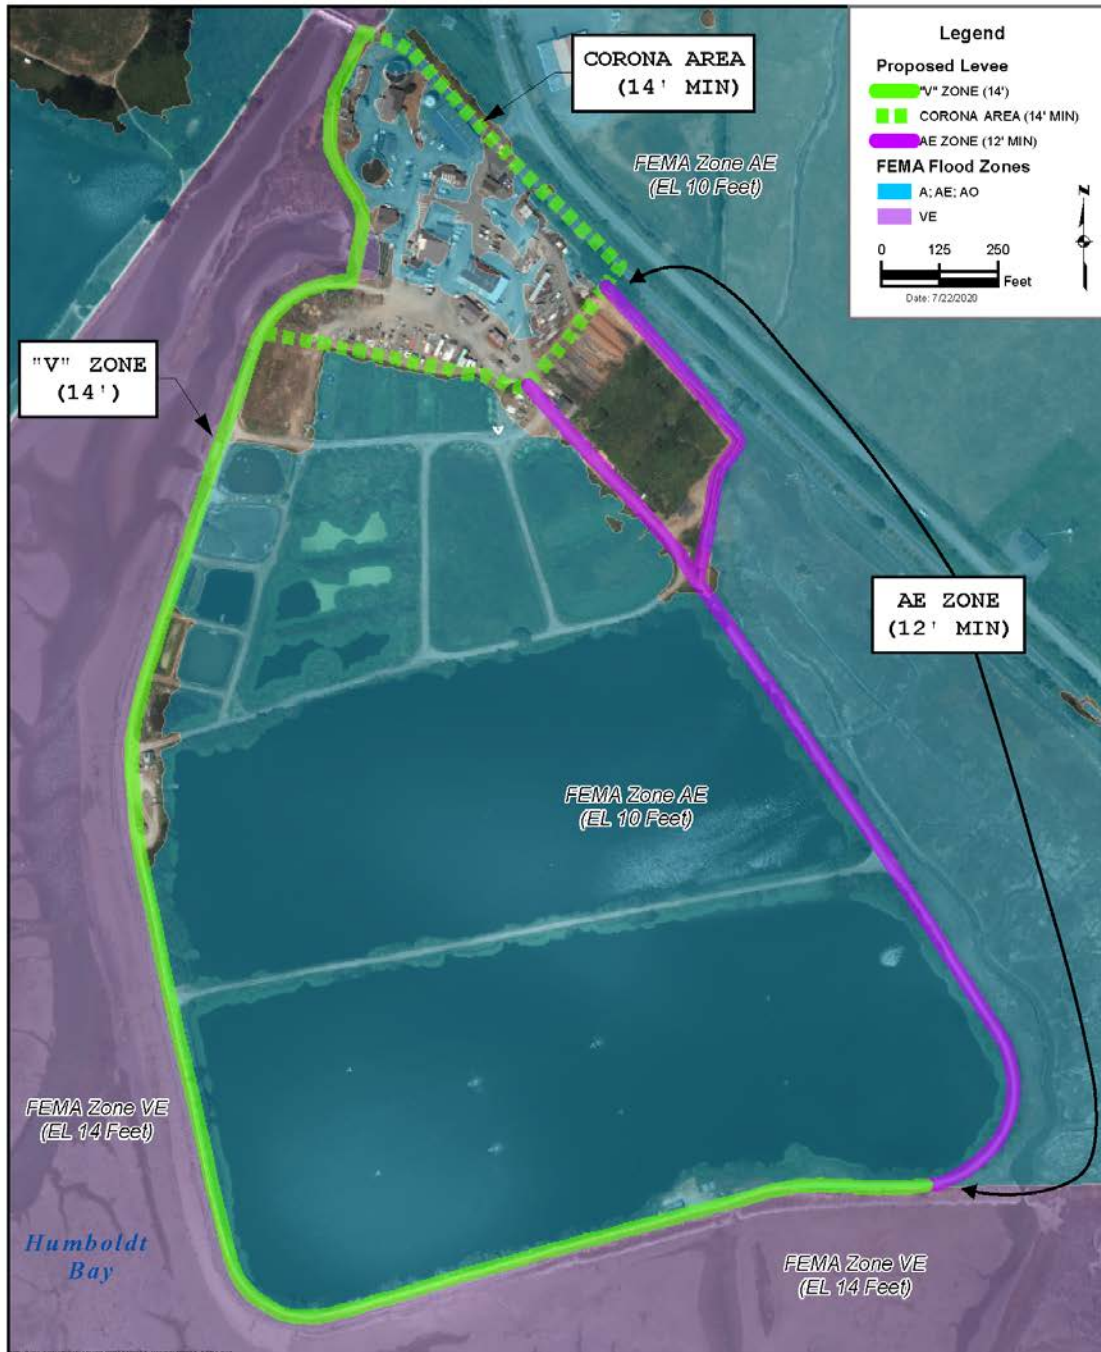 CORONA AREA
(14' MIN)
Legend
Proposed Levee
"V" ZONE (14')
CORONA AREA (14' MIN)
AE ZONE (12' MIN)
FEMA Flood Zones
A; AE; AO
VE
N
0 125 250
Feet
Date: 7/22/2020
FEMA Zone AE
(EL 10 Feet)
"V" ZONE
(14')
AE ZONE
(12' MIN)
FEMA Zone AE
(EL 10 Feet)
FEMA Zone VE
(EL 14 Feet)
Humboldt
Bay
FEMA Zone VE
(EL 14 Feet)